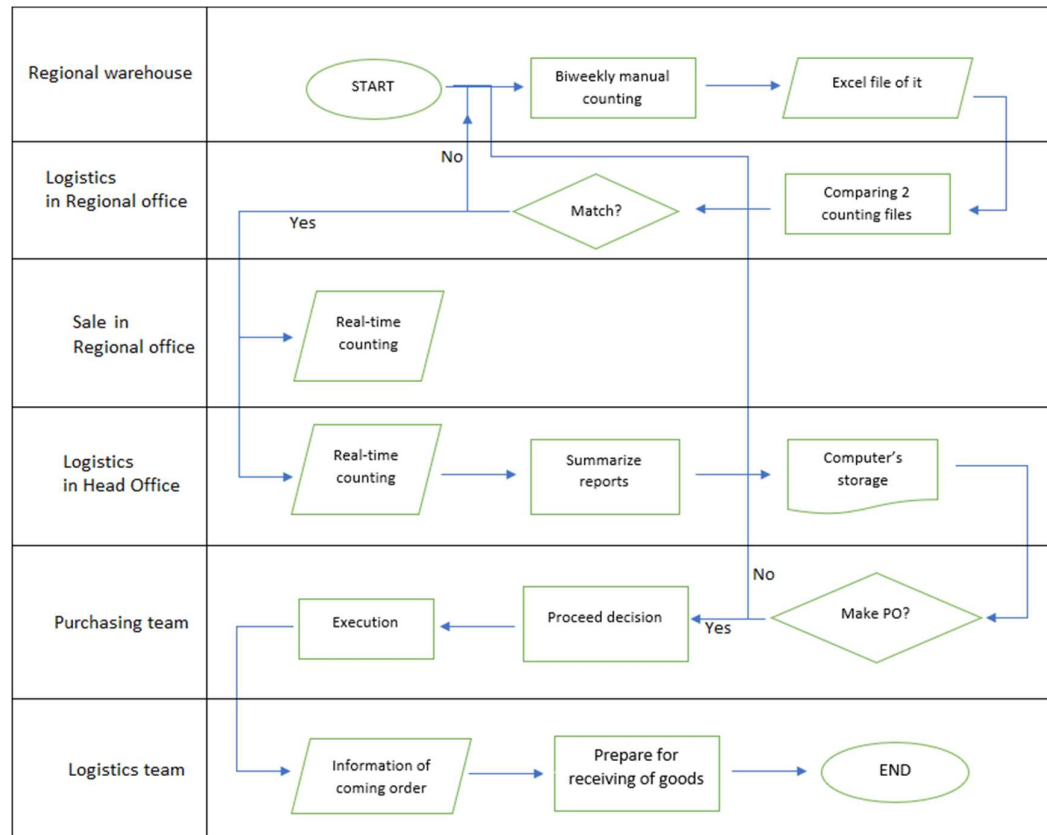 Regional warehouse
START
Biweekly manual
counting
Excel file of it
Logistics
in Regional office
No
Yes
Match?
Comparing 2
counting files
Sale in
Regional office
Real-time
counting
Logistics
in Head Office
Real-time
counting
Summarize
reports
Computer's
storage
Purchasing team
Execution
Proceed decision
Yes
No
Make PO?
Logistics team
Information of
coming order
Prepare for
receiving of goods
END